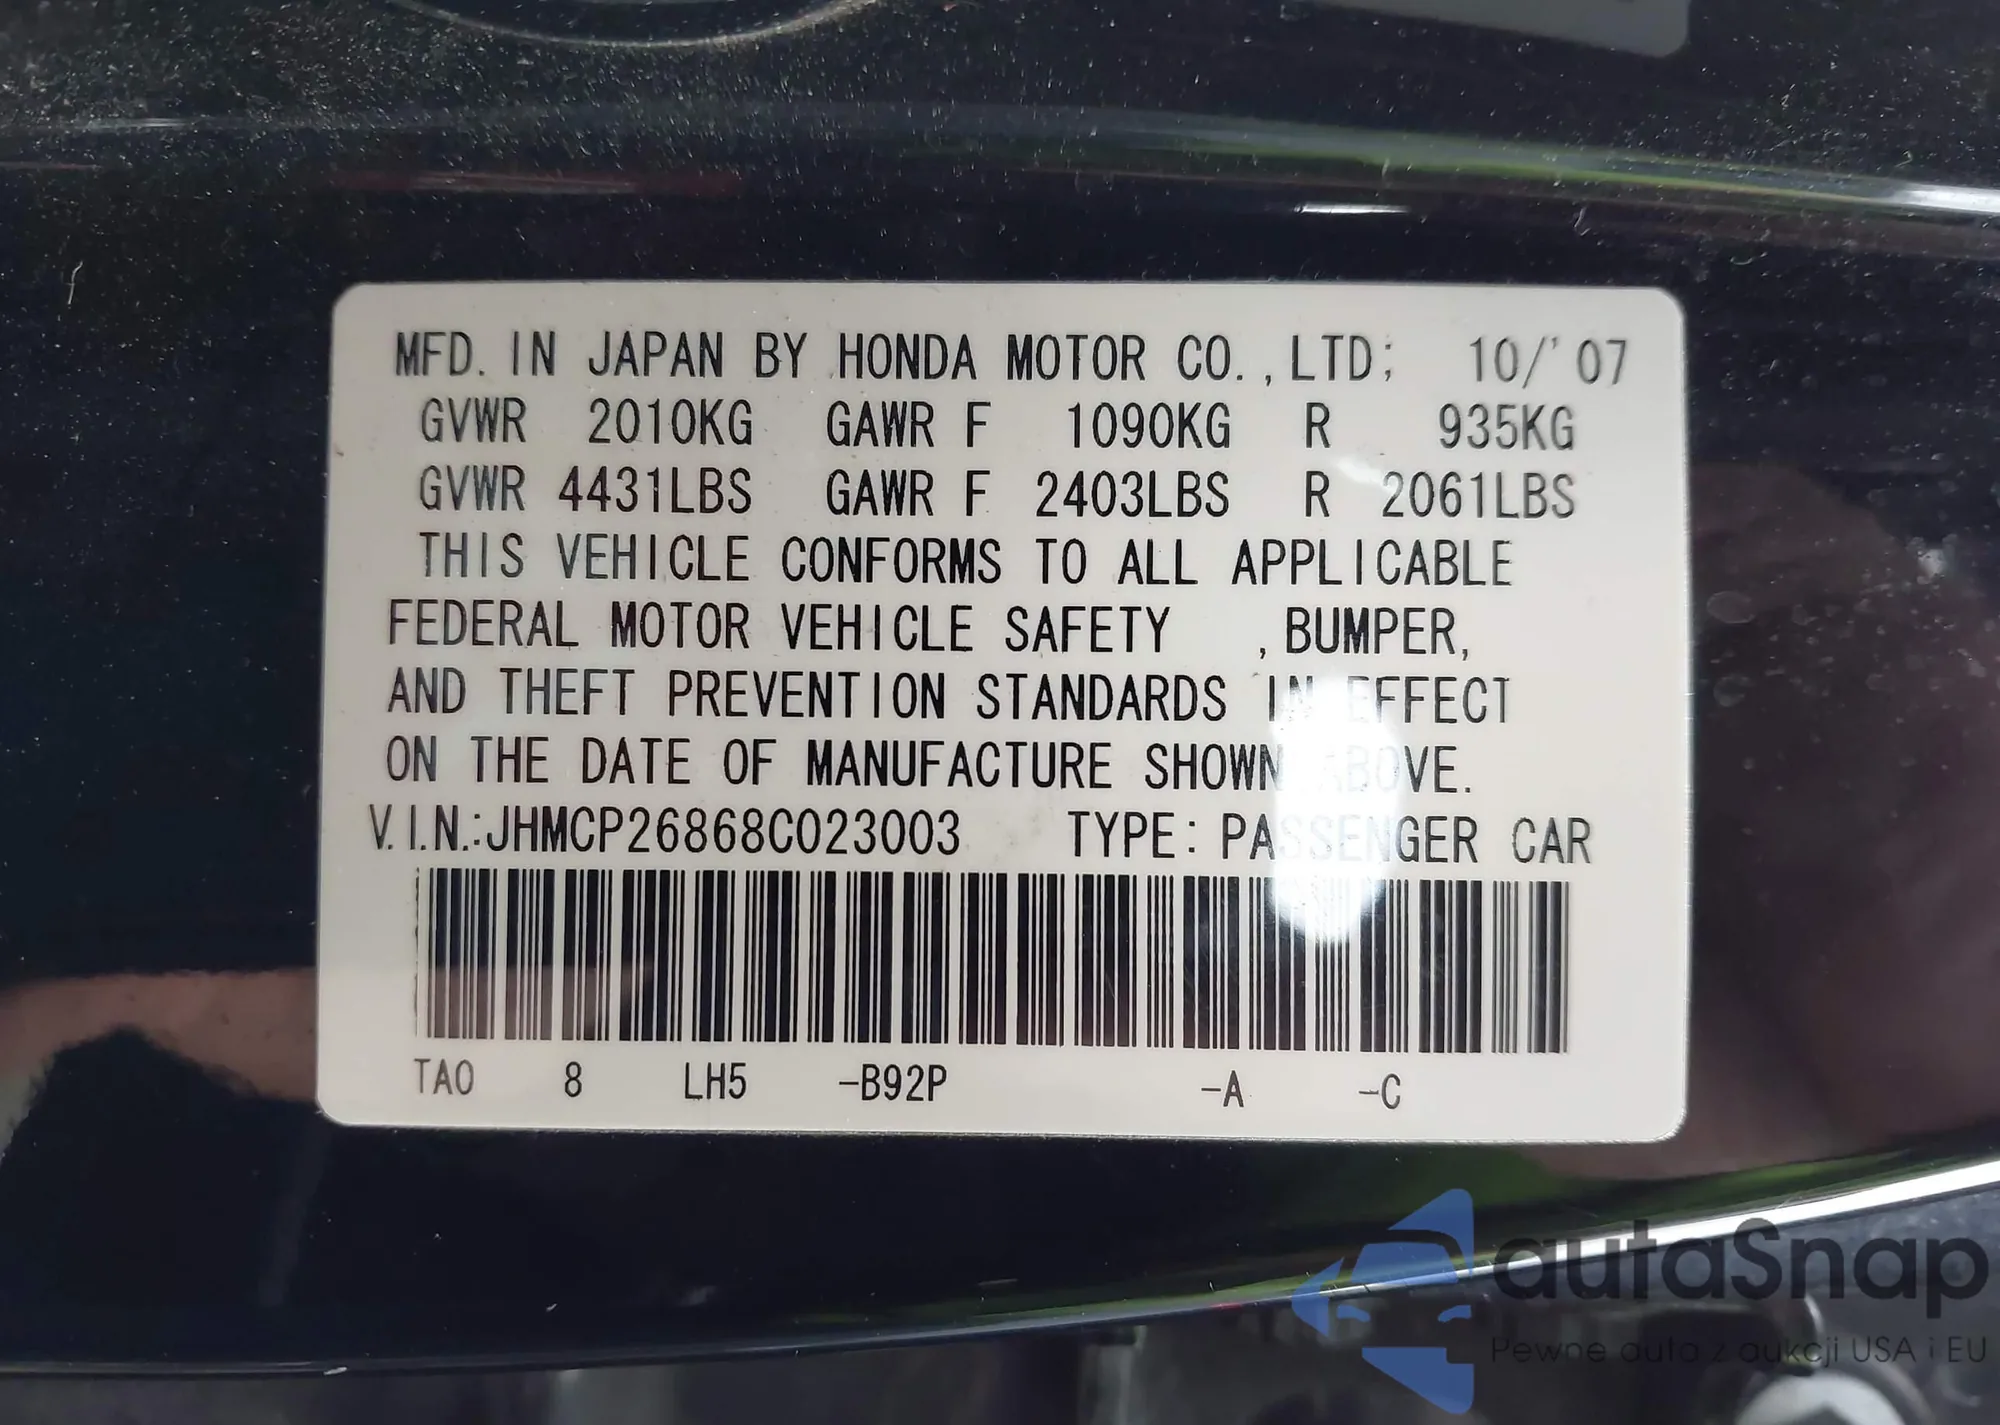 MFD. IN JAPAN BY HONDA MOTOR CO.,LTD; 10/'07
GVWR 2010KG GAWR F 1090KG R 935KG
GVWR 4431LBS GAWR F 2403LBS R 2061LBS
THIS VEHICLE CONFORMS TO ALL APPLICABLE
FEDERAL MOTOR VEHICLE SAFETY , BUMPER,
AND THEFT PREVENTION STANDARDS IN EFFECT
ON THE DATE OF MANUFACTURE SHOWN ABOVE.
V.I.N.:JHMCP26868C023003 TYPE: PASSENGER CAR
TA0 8 LH5 -B92P -A -C
autaSnap
Pewne auta z aukcji USA i EU